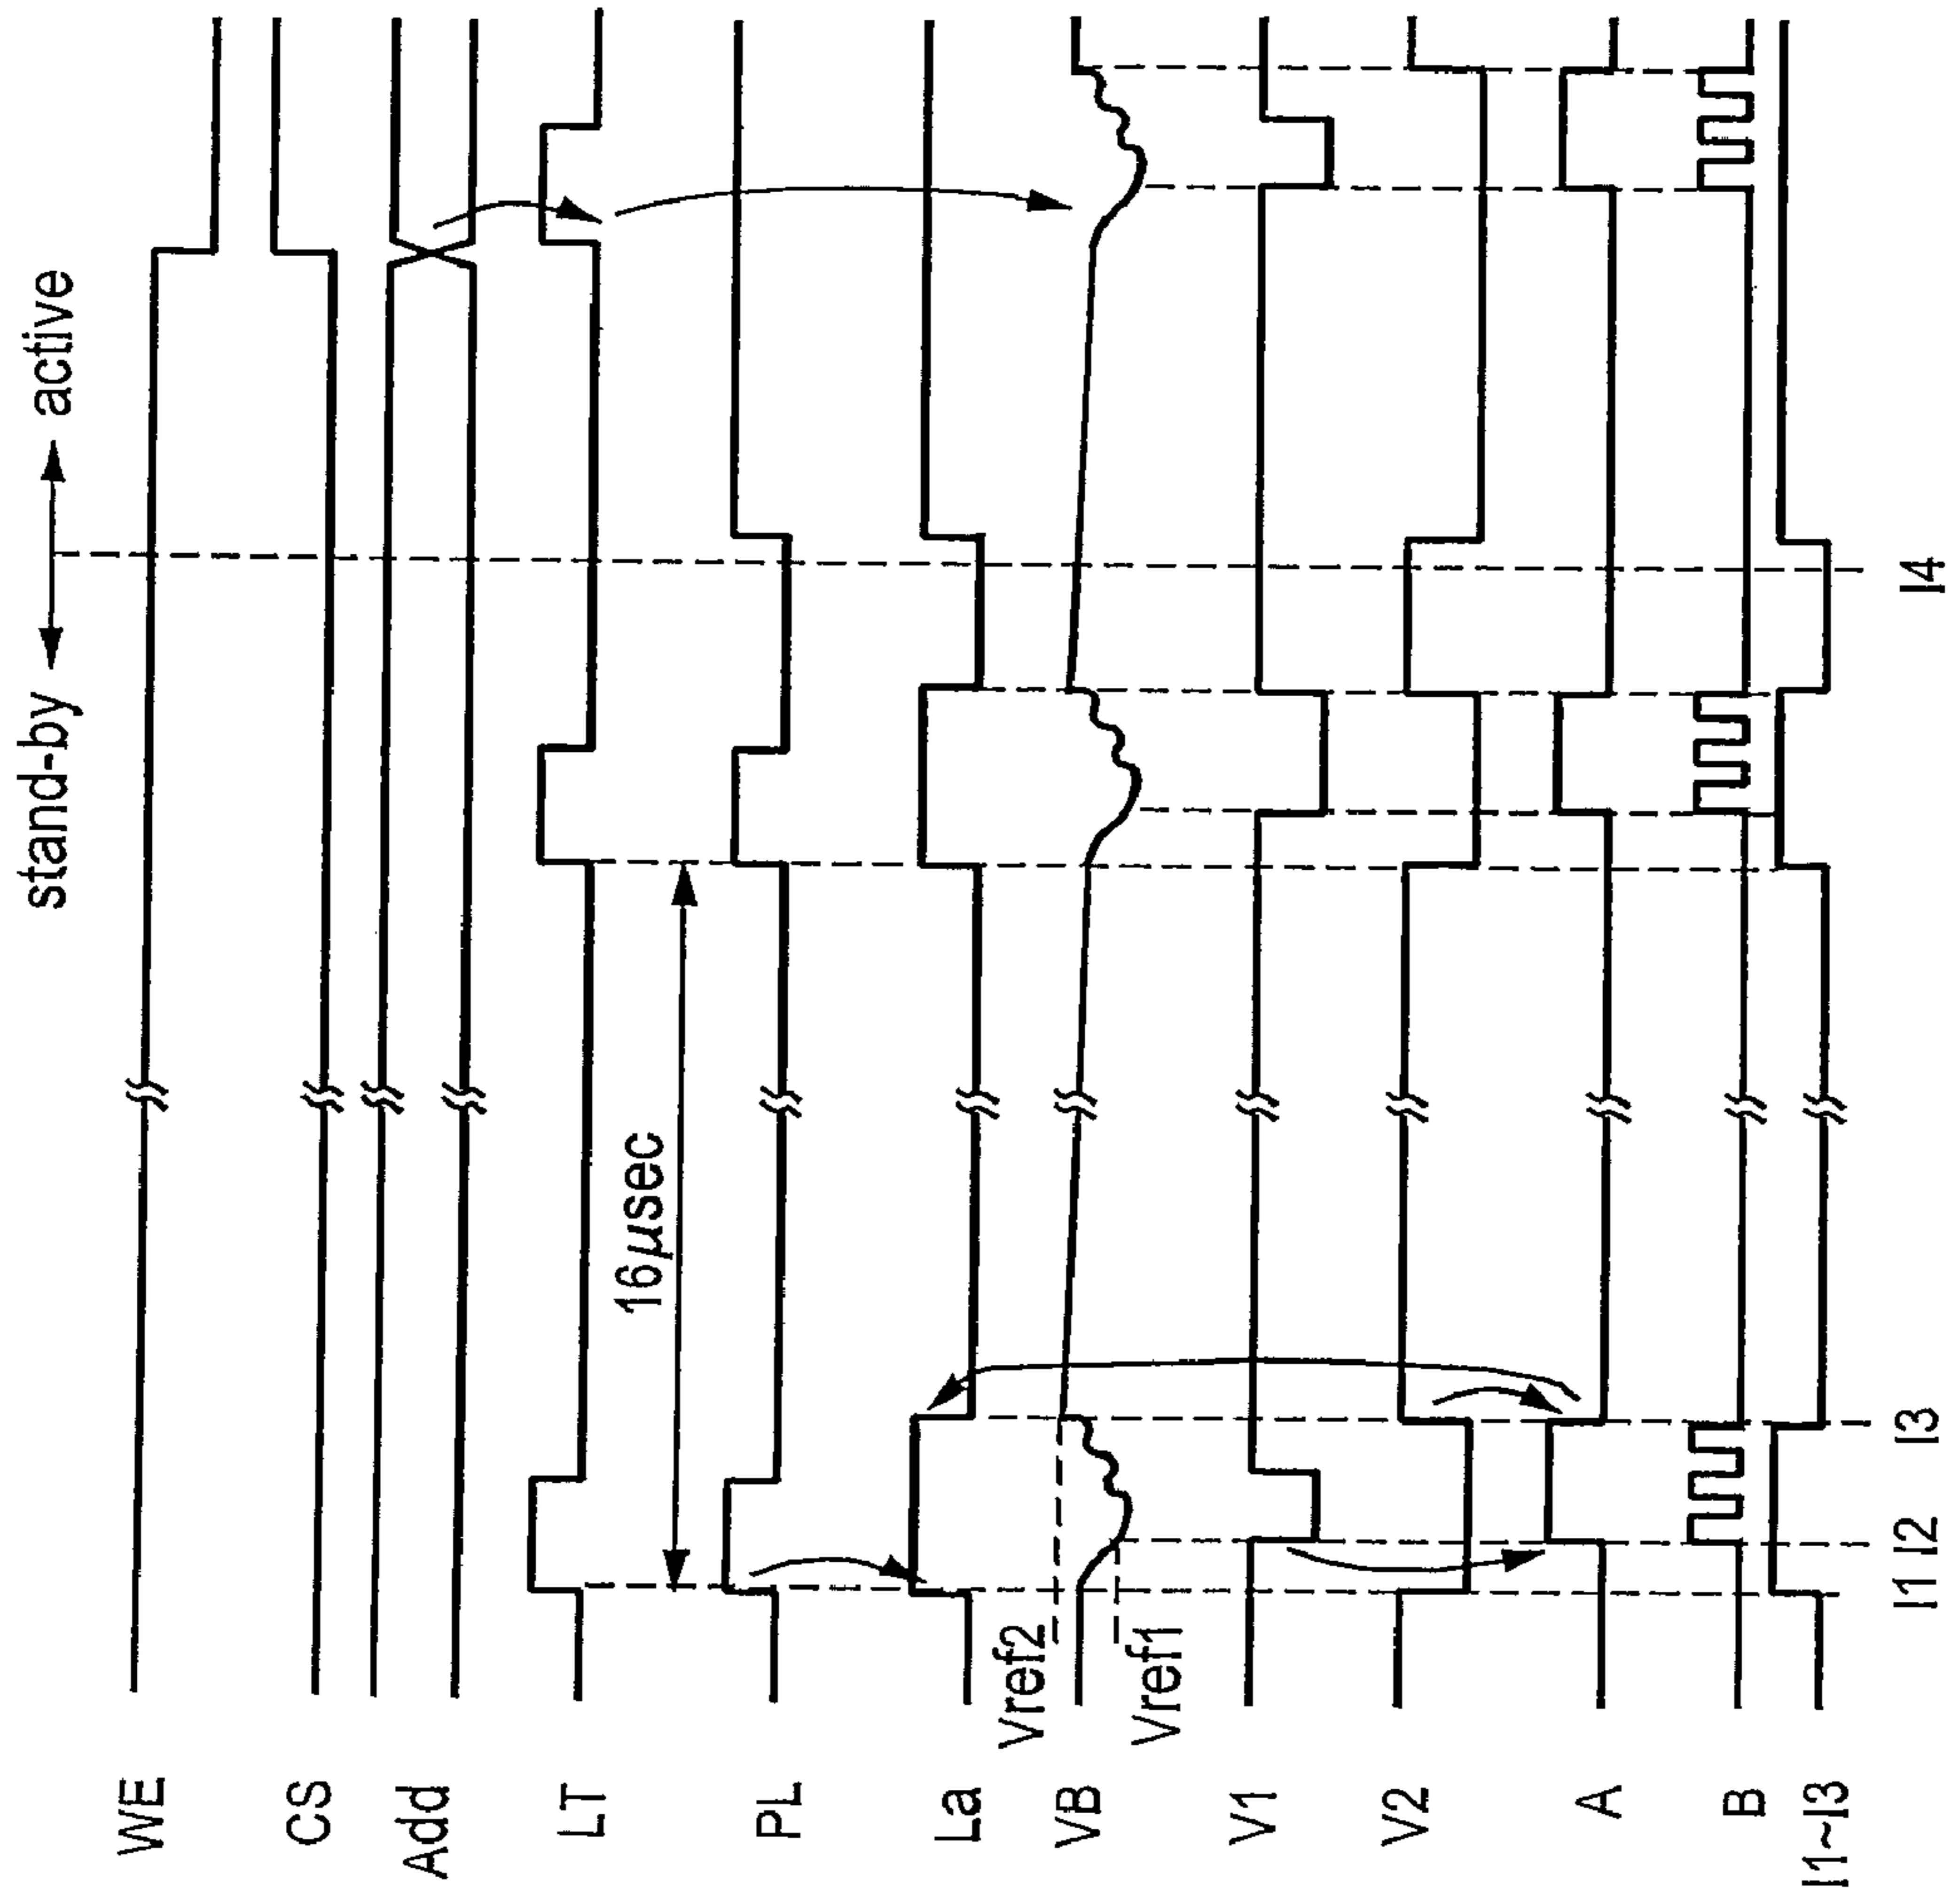 stand-by active
WE
CS
Add
LT
16μsec
PL
La
Vref2
VB
Vref1
V1
V2
A
B
I1~I3
I1 I2 I3 I4